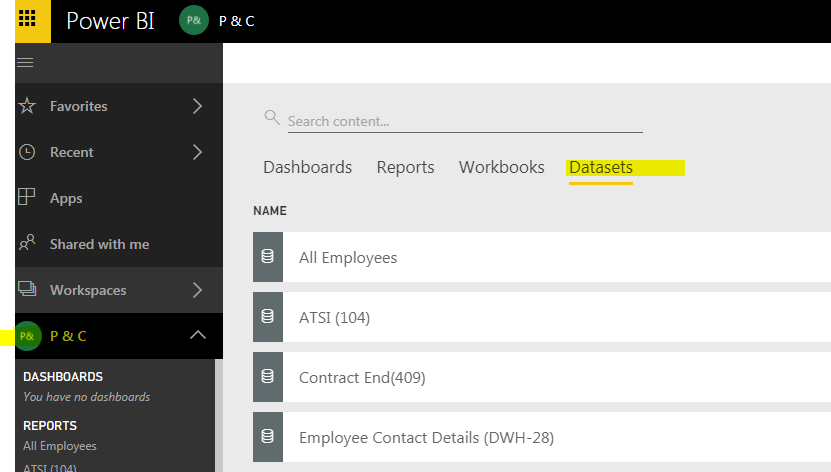 Power BI P& P & C
Favorites
Recent
Apps
Shared with me
Workspaces
P& P & C
DASHBOARDS
You have no dashboards
REPORTS
All Employees
ATSI (104)
Search content...
Dashboards Reports Workbooks Datasets
NAME
All Employees
ATSI (104)
Contract End(409)
Employee Contact Details (DWH-28)